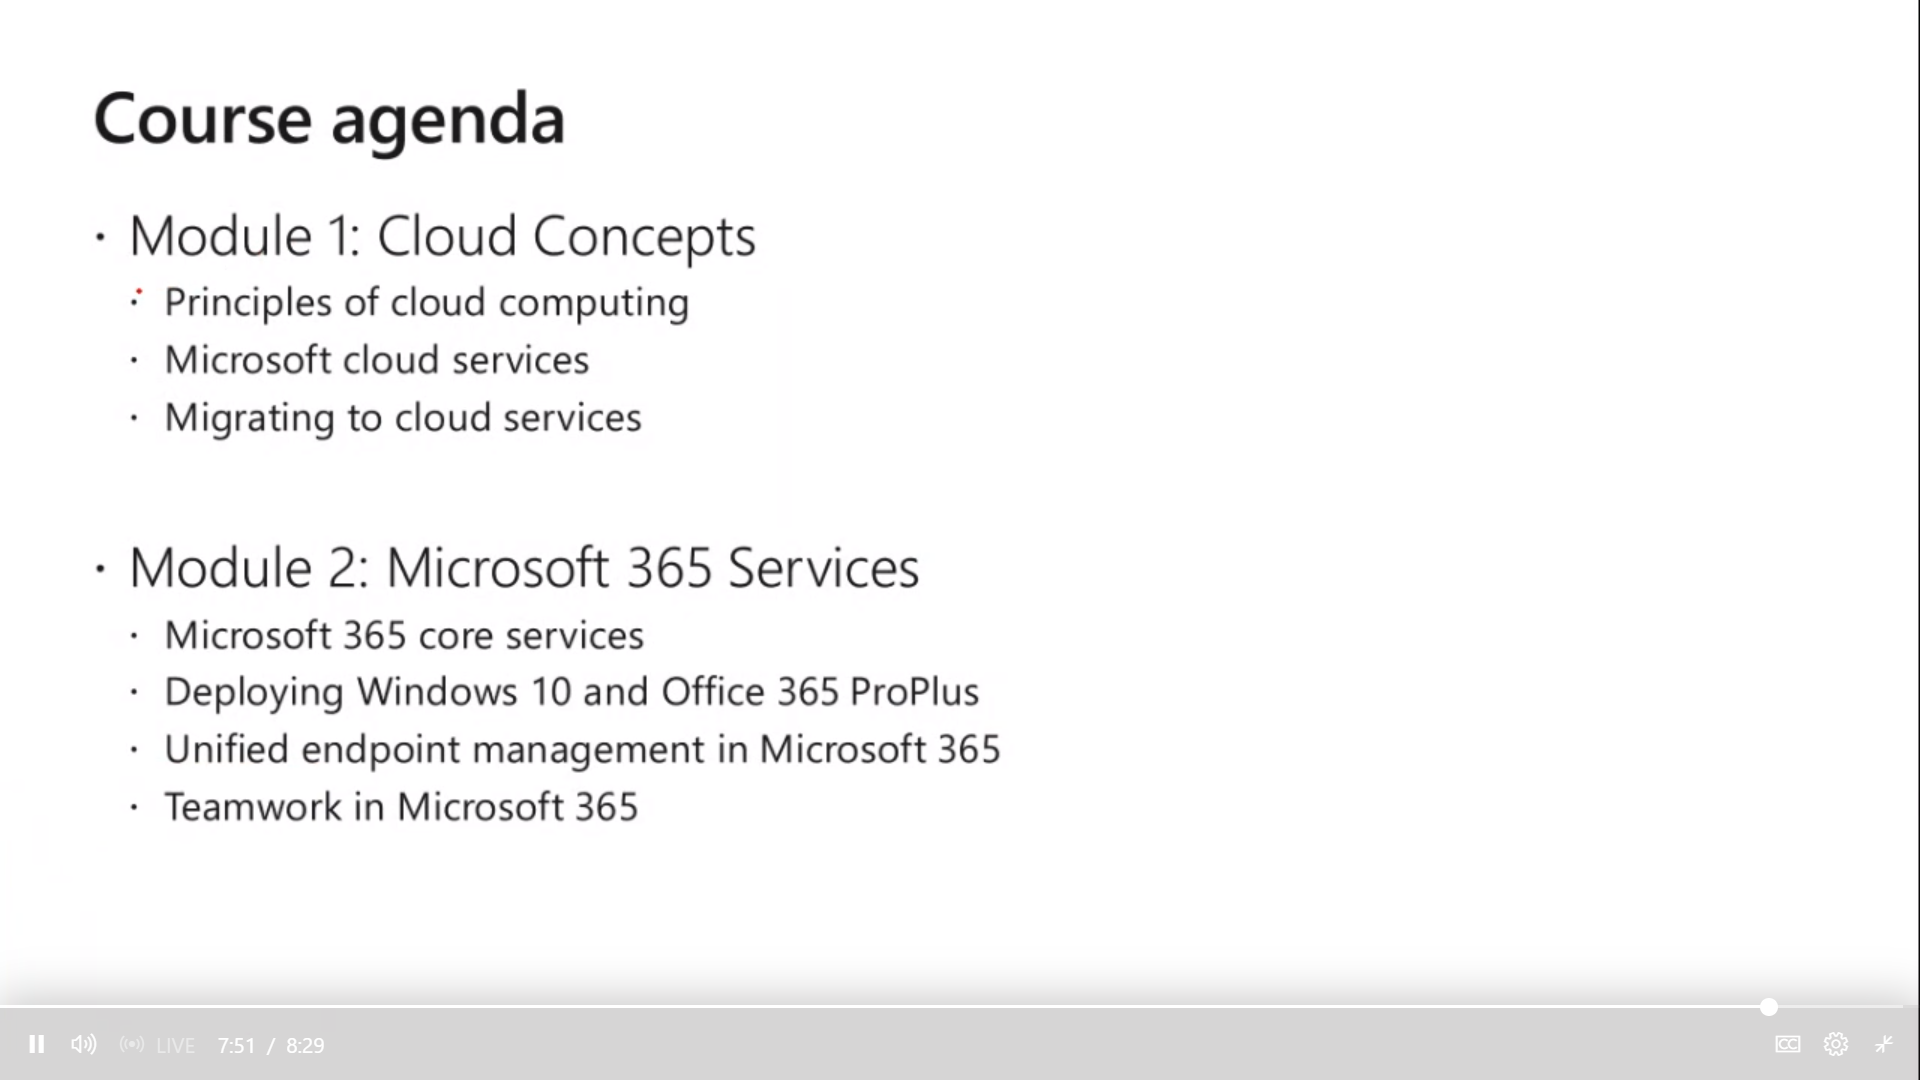 Course agenda
· Module 1: Cloud Concepts
· Principles of cloud computing
· Microsoft cloud services
· Migrating to cloud services
· Module 2: Microsoft 365 Services
· Microsoft 365 core services
· Deploying Windows 10 and Office 365 ProPlus
· Unified endpoint management in Microsoft 365
· Teamwork in Microsoft 365
LIVE 7:51 / 8:29 CC